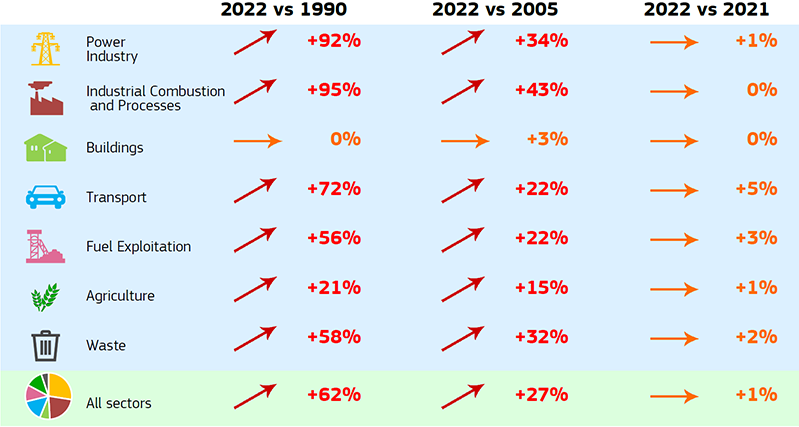 2022 vs 1990 2022 vs 2005 2022 vs 2021
Power
Industry
+92% +34% +1%
Industrial Combustion
and Processes
+95% +43% 0%
Buildings 0% +3% 0%
Transport +72% +22% +5%
Fuel Exploitation +56% +22% +3%
Agriculture +21% +15% +1%
Waste +58% +32% +2%
All sectors +62% +27% +1%